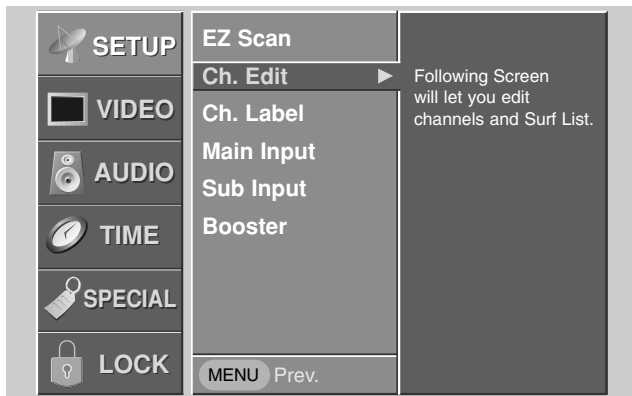 SETUP
VIDEO
AUDIO
TIME
SPECIAL
LOCK
EZ Scan
Ch. Edit ►
Ch. Label
Main Input
Sub Input
Booster
MENU Prev.
Following Screen
will let you edit
channels and Surf List.